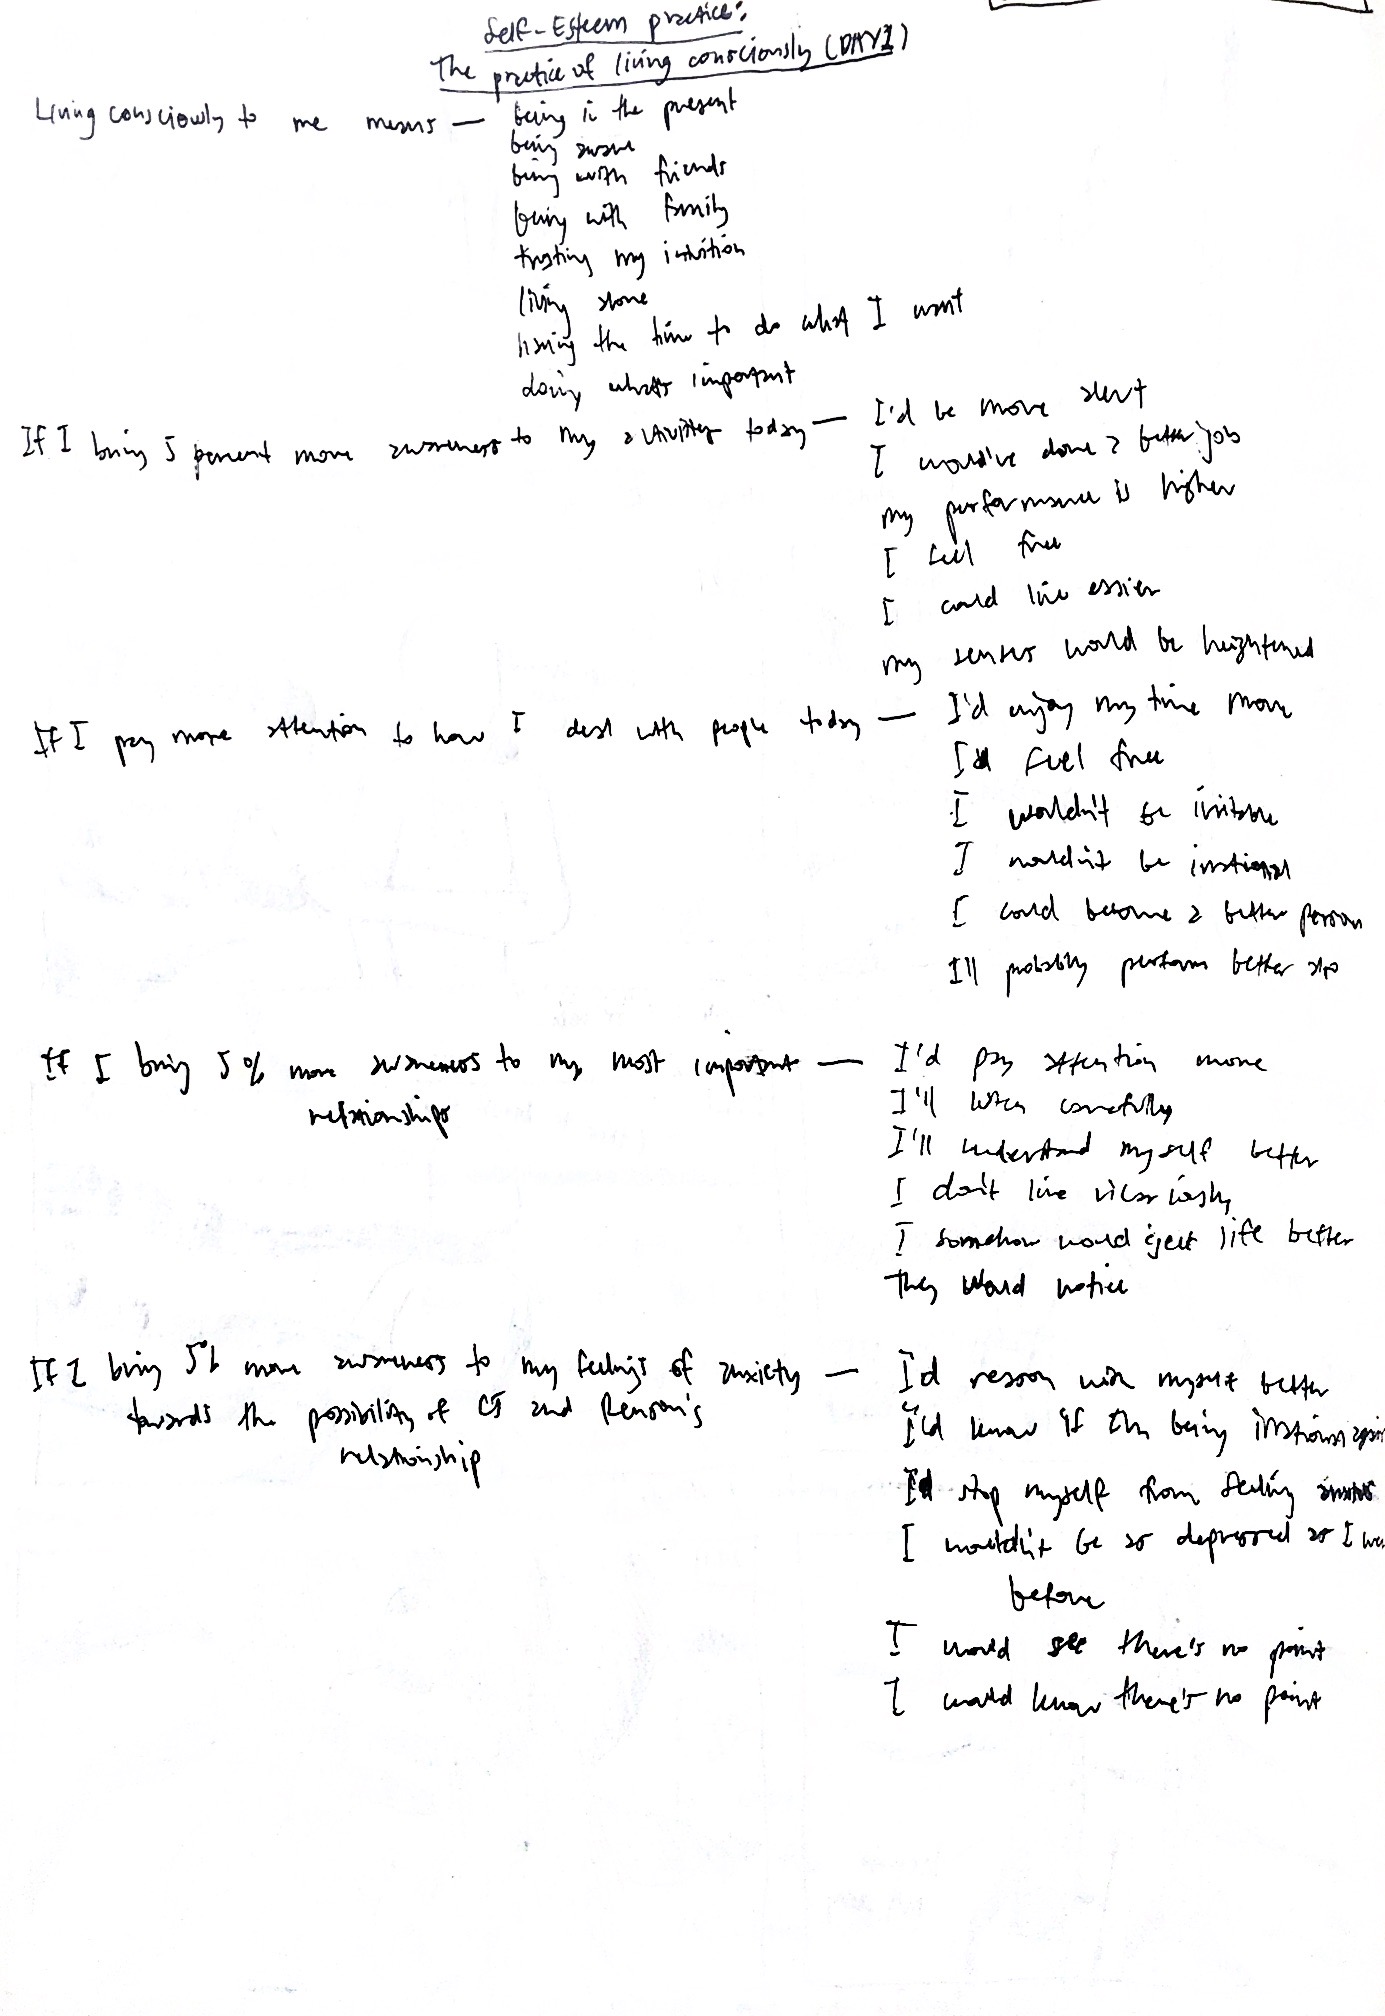 Self-Esteem practice:
The practice of living consciously (DAY 1)
Living consciously to me means — being in the present
being aware
being with friends
being with family
trusting my intuition
living alone
having the time to do what I want
doing what's important
If I bring 5 percent more awareness to my activities today — I'd be more alert
I would've done a better job
my performance is higher
I feel free
I could live easier
my senses would be heightened
If I pay more attention to how I deal with people today — I'd enjoy my time more
I'd feel free
I wouldn't be irritable
I wouldn't be irrational
I could become a better person
I'll probably perform better also
If I bring 5% more awareness to my most important — I'd pay attention more
relationships
I'll listen carefully
I'll understand myself better
I don't live vicariously
I somehow would life better
They would notice
If I bring 5% more awareness to my feelings of anxiety — I'd reason with myself better
towards the possibility of CJ and Renson's
relationship
I'd know if I'm being irrational again
I'd stop myself from feeling anxious
I wouldn't be so depressed as I was
before
I would see there's no point
I would know there's no point